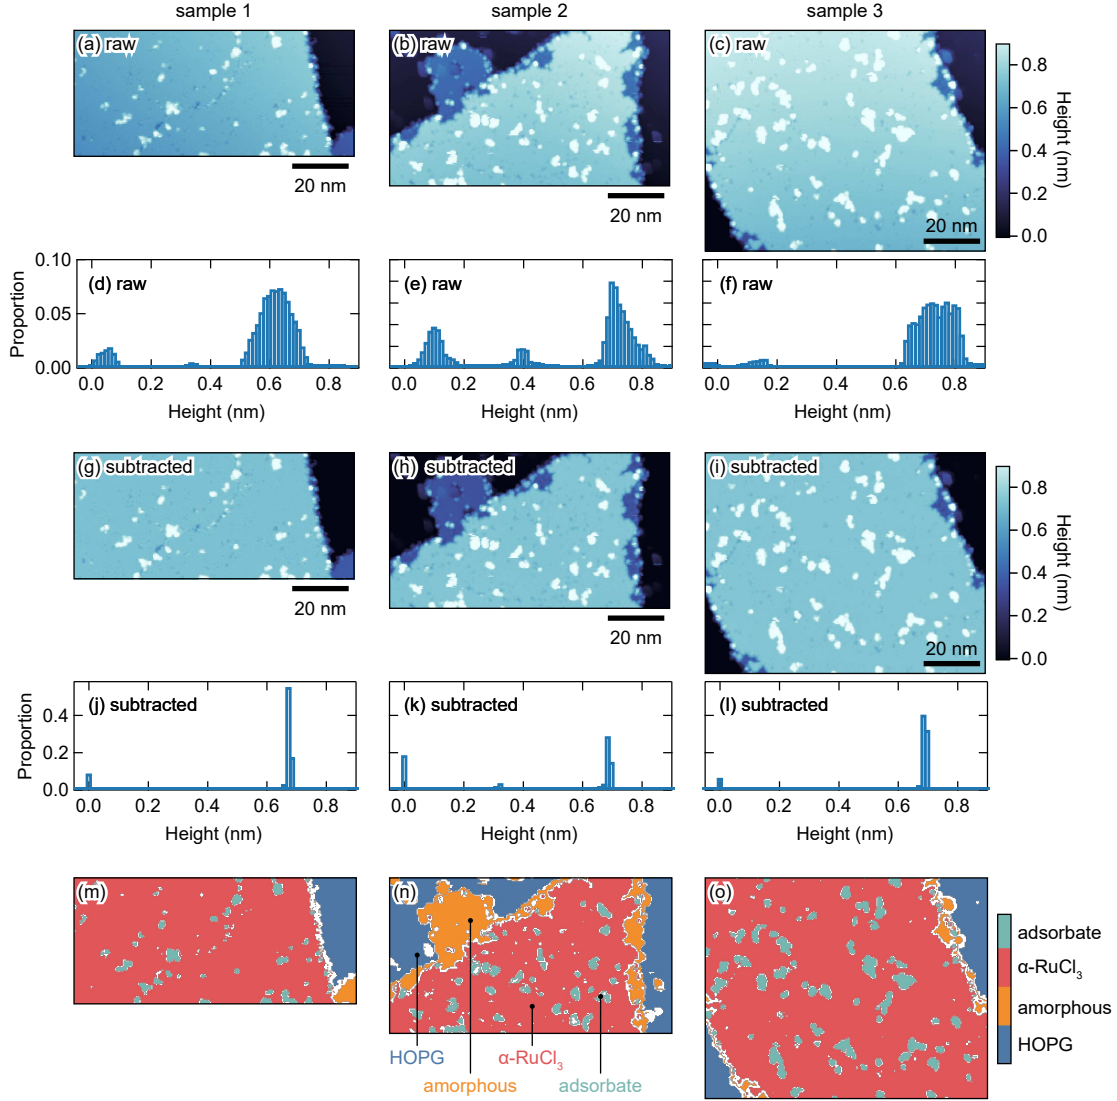 sample 1
sample 2
sample 3
(a) raw
(b) raw
(c) raw
0.8
0.6
0.4
0.2
0.0
Height (nm)
20 nm
20 nm
20 nm
0.10
0.05
0.00
Proportion
(d) raw
(e) raw
(f) raw
0.0 0.2 0.4 0.6 0.8
0.0 0.2 0.4 0.6 0.8
0.0 0.2 0.4 0.6 0.8
Height (nm)
Height (nm)
Height (nm)
(g) subtracted
(h) subtracted
(i) subtracted
0.8
0.6
0.4
0.2
0.0
Height (nm)
20 nm
20 nm
20 nm
0.4
0.2
0.0
Proportion
(j) subtracted
(k) subtracted
(l) subtracted
0.0 0.2 0.4 0.6 0.8
0.0 0.2 0.4 0.6 0.8
0.0 0.2 0.4 0.6 0.8
Height (nm)
Height (nm)
Height (nm)
(m)
(n)
(o)
HOPG
α-RuCl₃
amorphous
adsorbate
adsorbate
α-RuCl₃
amorphous
HOPG